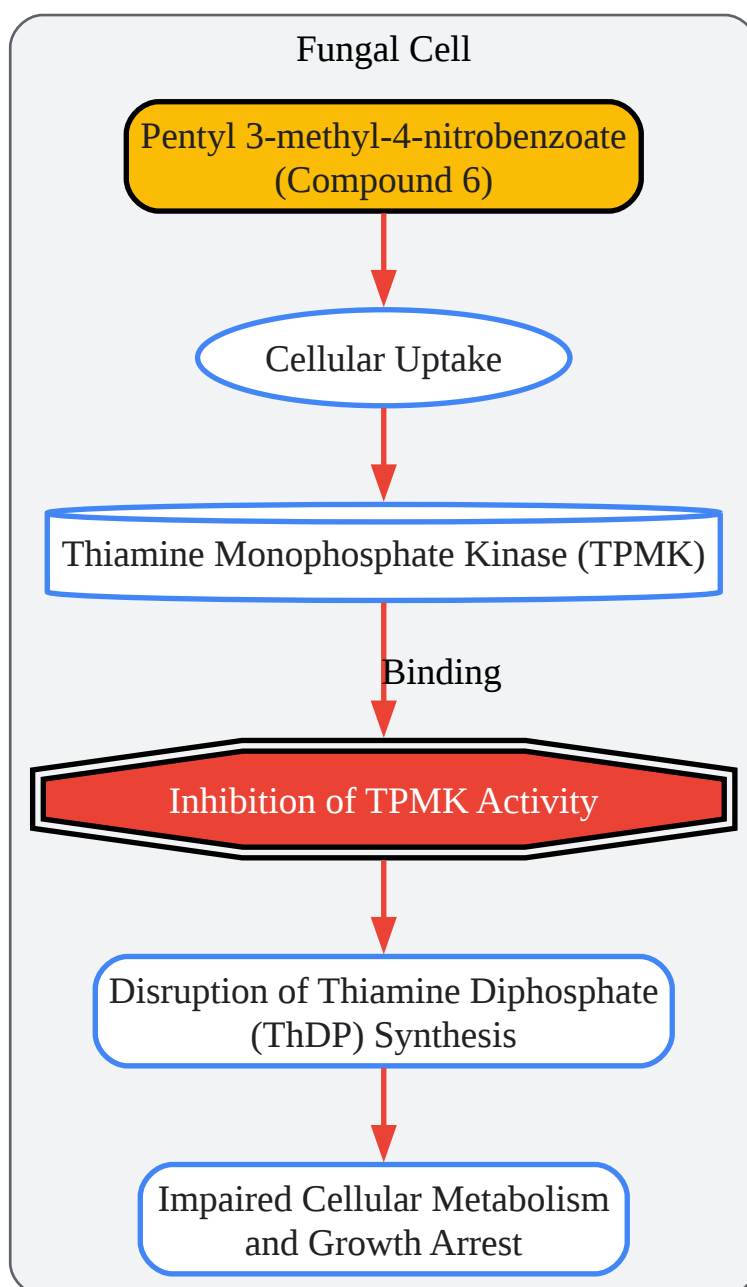 Fungal Cell
Pentyl 3-methyl-4-nitrobenzoate
(Compound 6)
Cellular Uptake
Thiamine Monophosphate Kinase (TPMK)
Binding
Inhibition of TPMK Activity
Disruption of Thiamine Diphosphate
(ThDP) Synthesis
Impaired Cellular Metabolism
and Growth Arrest